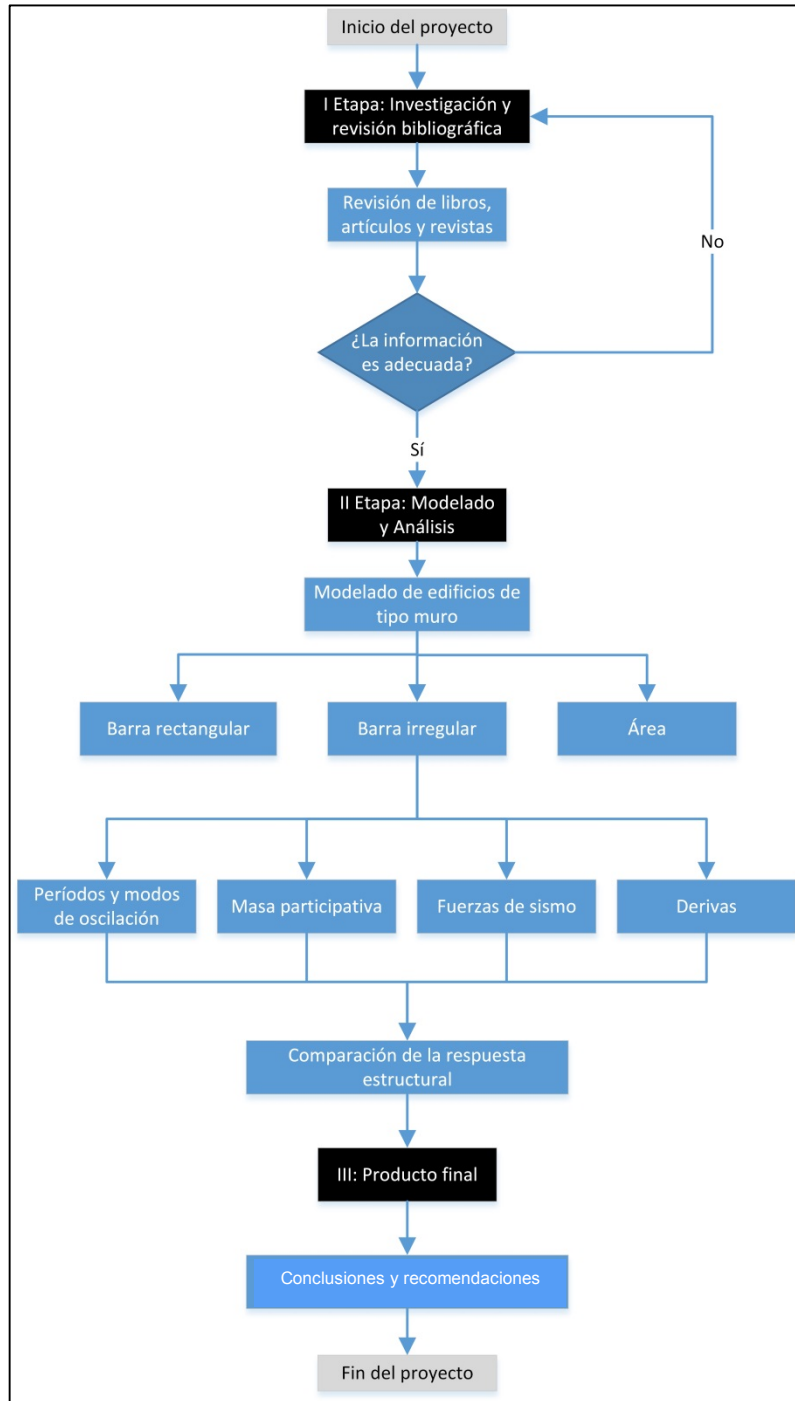 Inicio del proyecto
I Etapa: Investigación y
revisión bibliográfica
Revisión de libros,
artículos y revistas
No
¿La información
es adecuada?
Sí
II Etapa: Modelado
y Análisis
Modelado de edificios de
tipo muro
Barra rectangular
Barra irregular
Área
Períodos y modos
de oscilación
Masa participativa
Fuerzas de sismo
Derivas
Comparación de la respuesta
estructural
III: Producto final
Conclusiones y recomendaciones
Fin del proyecto